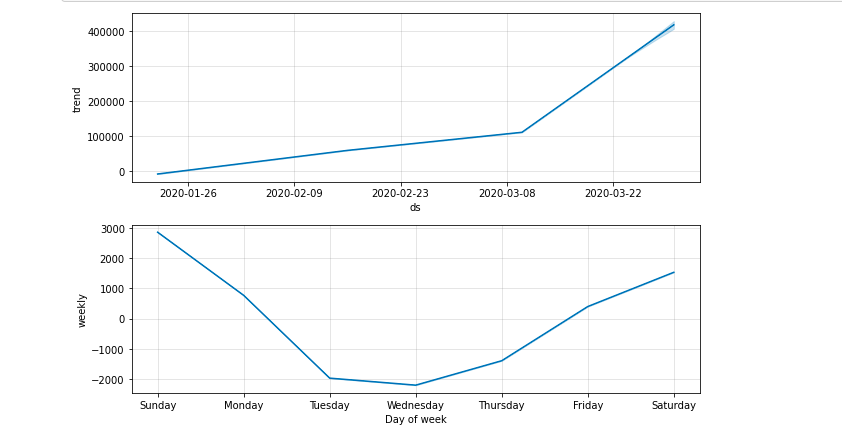 400000
300000
200000
100000
0
trend
2020-01-26 2020-02-09 2020-02-23 2020-03-08 2020-03-22
ds
3000
2000
1000
0
−1000
−2000
weekly
Sunday Monday Tuesday Wednesday Thursday Friday Saturday
Day of week